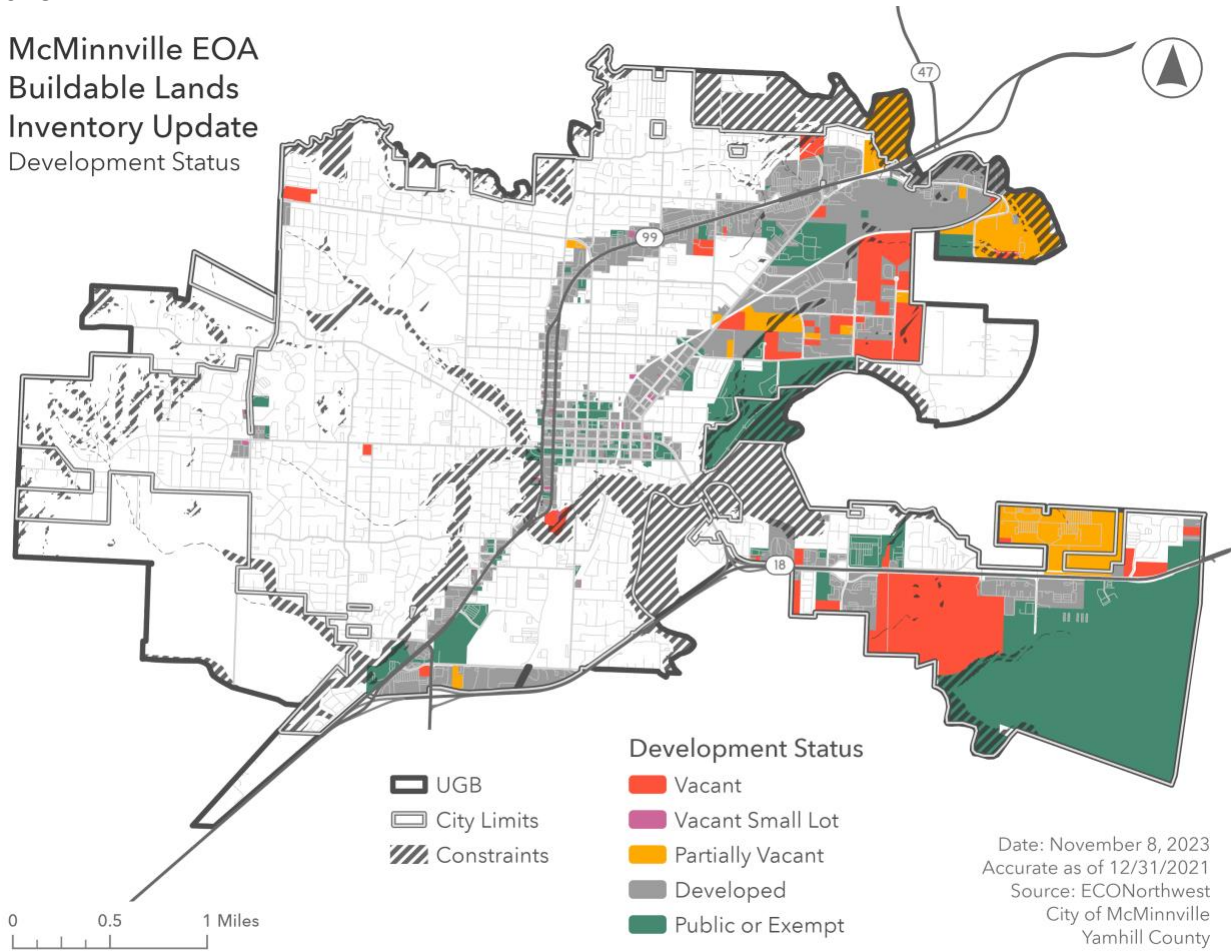 McMinnville EOA
Buildable Lands
Inventory Update
Development Status
47
99
18
UGB
City Limits
Constraints
Development Status
Vacant
Vacant Small Lot
Partially Vacant
Developed
Public or Exempt
Date: November 8, 2023
Accurate as of 12/31/2021
Source: ECONorthwest
City of McMinnville
Yamhill County
0 0.5 1 Miles